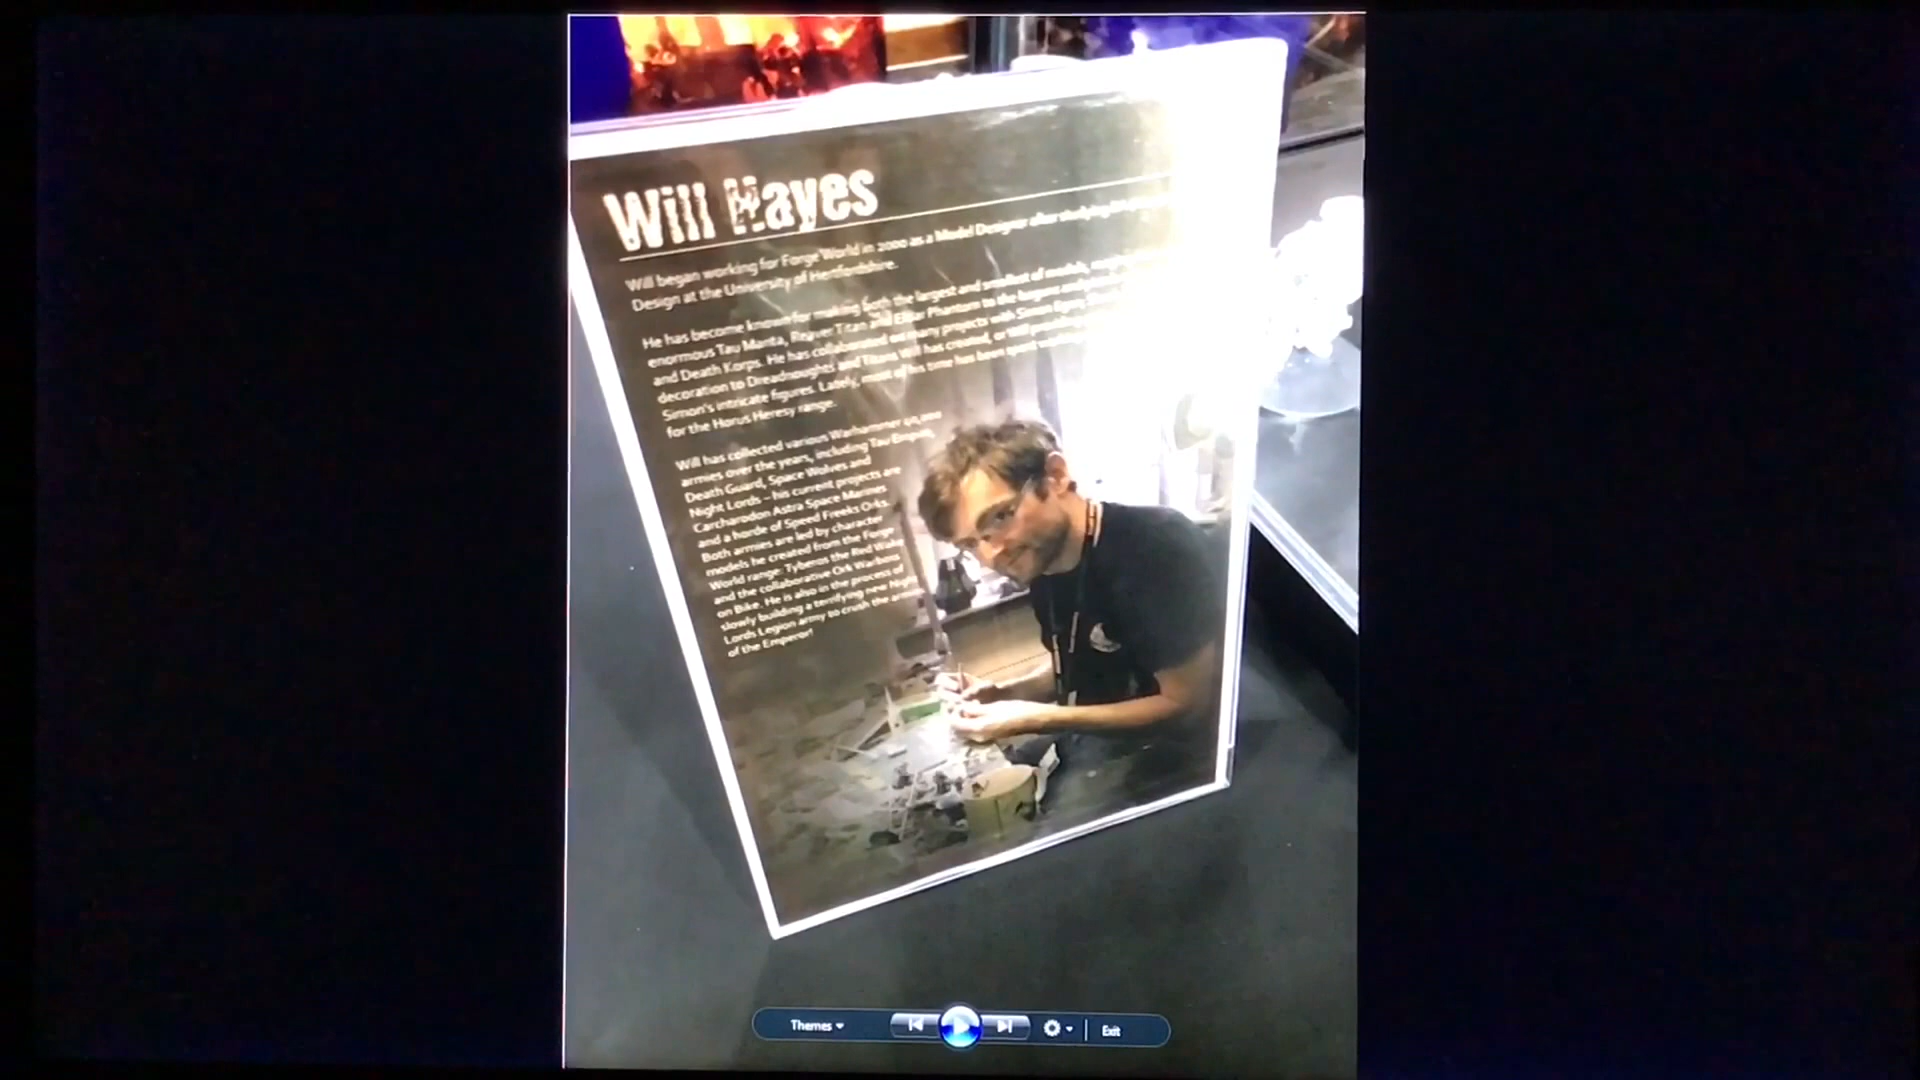 Will Hayes
Will began working for Forge World in 2000 as a Model Designer after studying
Design at the University of Hertfordshire.
He has become known for making both the largest and smallest of models,
enormous Tau Manta, Reaver Titan and Eldar Phantom to the
and Death Korps. He has collaborated on many projects with Simon
decoration to Dreadnoughts and Titans Will has created, or Will
Simon's intricate figures. Lately, most of his time has been spent
for the Horus Heresy range.
Will has collected various Warhammer 40,000
armies over the years, including Tau Empire,
Death Guard, Space Wolves and
Night Lords – his current projects are
Carcharodon Astra Space Marines
and a horde of Speed Freeks Orks.
Both armies are led by character
models he created from the Forge
World range: Tyberos the Red Wake
and the collaborative Ork Warboss
on Bike. He is also in the process of
slowly building a terrifying new Night
Lords Legion army to crush the
of the Emperor!
Themes
Exit